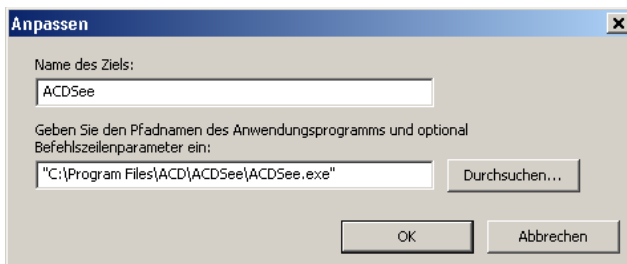 Anpassen
Name des Ziels:
ACDSee
Geben Sie den Pfadnamen des Anwendungsprogramms und optional
Befehlszeilenparameter ein:
"C:\Program Files\ACD\ACDSee\ACDSee.exe"
Durchsuchen...
OK
Abbrechen